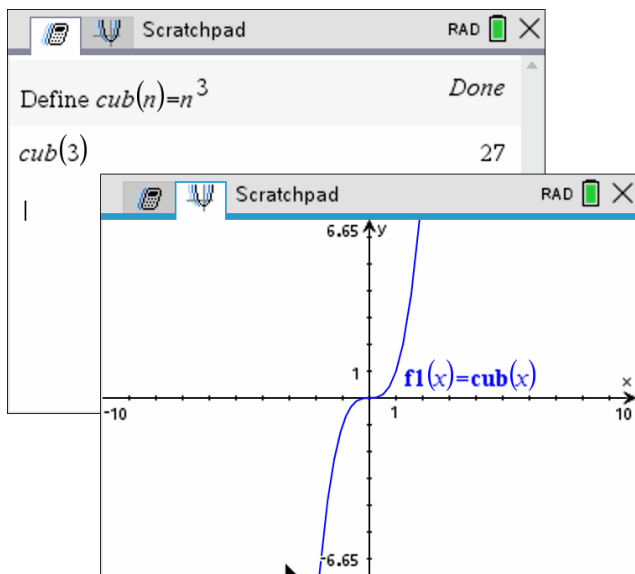 Scratchpad RAD
Define cub(n)=n³ Done
cub(3) 27
Scratchpad RAD
6.65 y
1
f1(x)=cub(x)
x
-10 1 10
-6.65